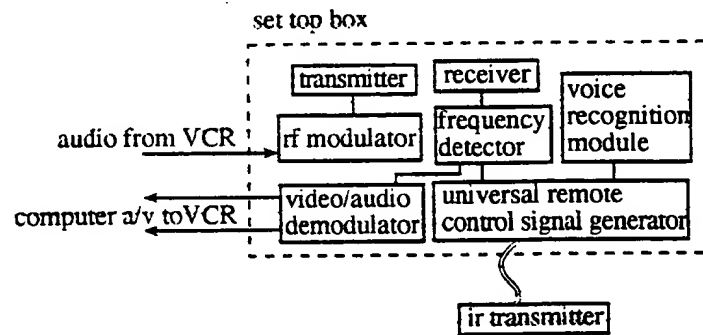 set top box
transmitter
receiver
voice
recognition
module
audio from VCR
rf modulator
frequency
detector
computer a/v toVCR
video/audio
demodulator
universal remote
control signal generator
ir transmitter